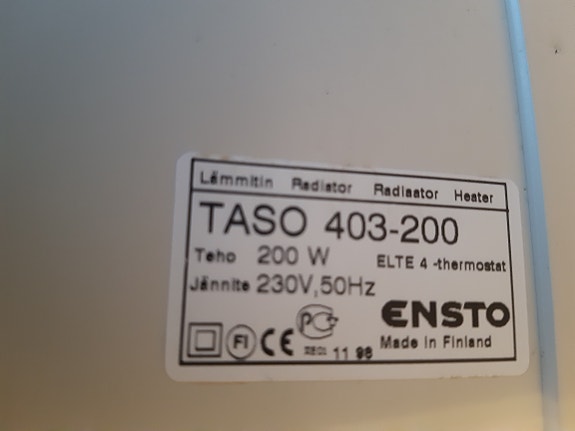 Lämmitin Radiator Radiaator Heater
TASO 403-200
Teho 200 W ELTE 4 -thermostat
Jännite 230V,50Hz
ENSTO
FI CE PC 11 98
Made in Finland